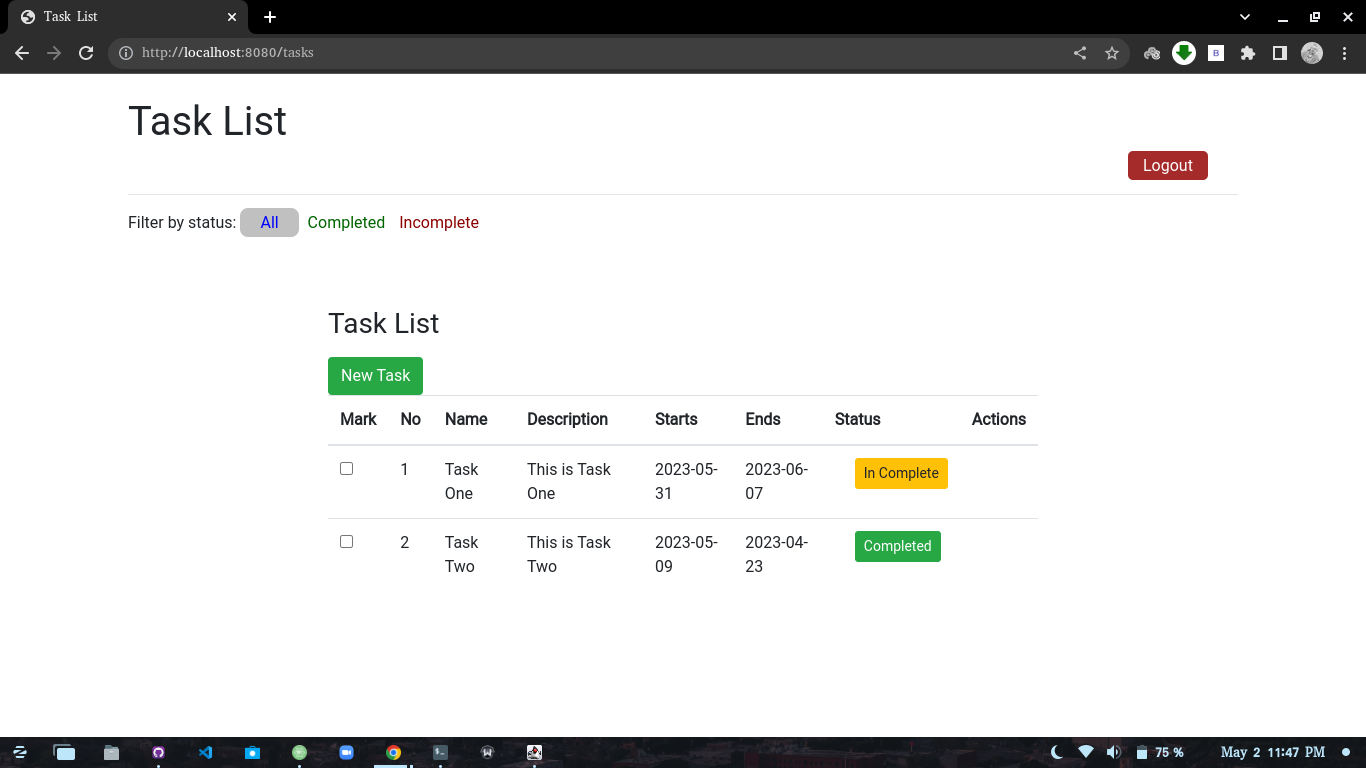 Task List
http://localhost:8080/tasks
B
Task List
Logout
Filter by status: All Completed Incomplete
Task List
New Task
Mark No Name Description Starts Ends Status Actions
1 Task One This is Task One 2023-05-31 2023-06-07 In Complete
2 Task Two This is Task Two 2023-05-09 2023-04-23 Completed
75 % May 2 11:47 PM